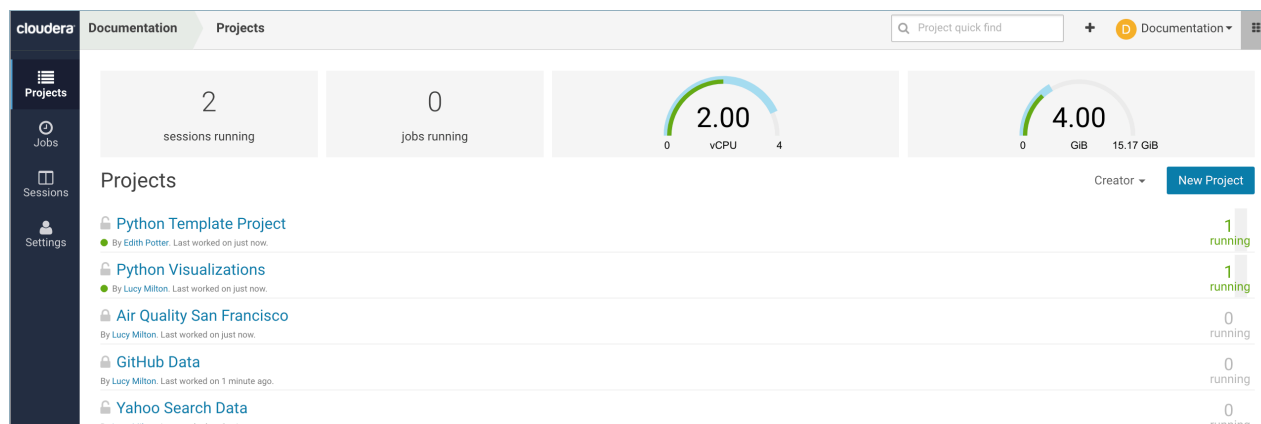 cloudera
Documentation
Projects
Project quick find
+
D Documentation
Projects
Jobs
Sessions
Settings
2
sessions running
0
jobs running
2.00
0 vCPU 4
4.00
0 GiB 15.17 GiB
Projects
Creator
New Project
Python Template Project
By Edith Potter. Last worked on just now.
1
running
Python Visualizations
By Lucy Milton. Last worked on just now.
1
running
Air Quality San Francisco
By Lucy Milton. Last worked on just now.
0
running
GitHub Data
By Lucy Milton. Last worked on 1 minute ago.
0
running
Yahoo Search Data
0